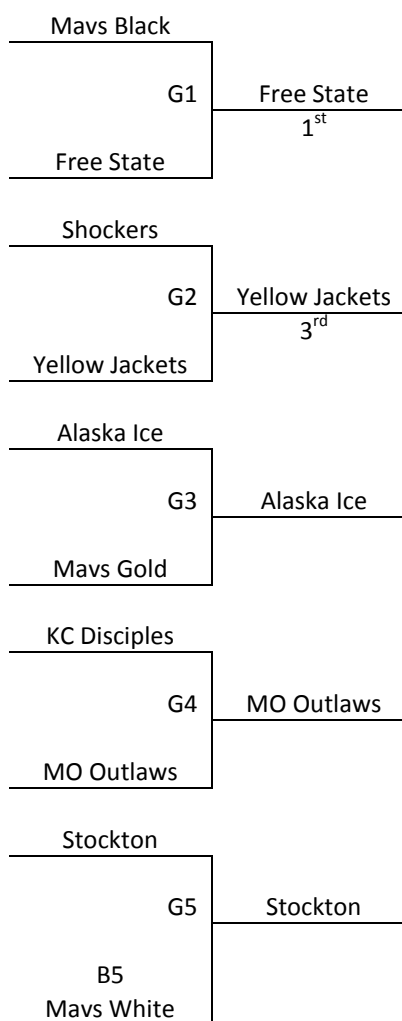 Mavs Black
G1
Free State
1st
Free State
Shockers
G2
Yellow Jackets
3rd
Yellow Jackets
Alaska Ice
G3
Alaska Ice
Mavs Gold
KC Disciples
G4
MO Outlaws
MO Outlaws
Stockton
G5
Stockton
B5
Mavs White